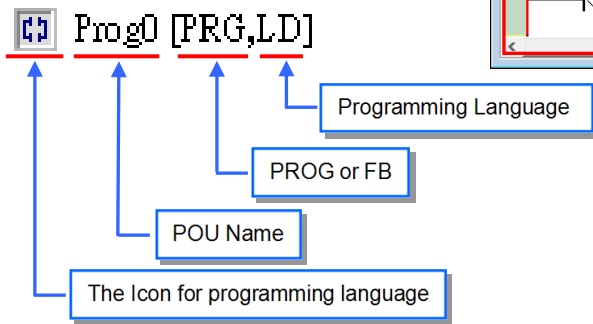 Prog0 [PRG,LD]
Programming Language
PROG or FB
POU Name
The Icon for programming language